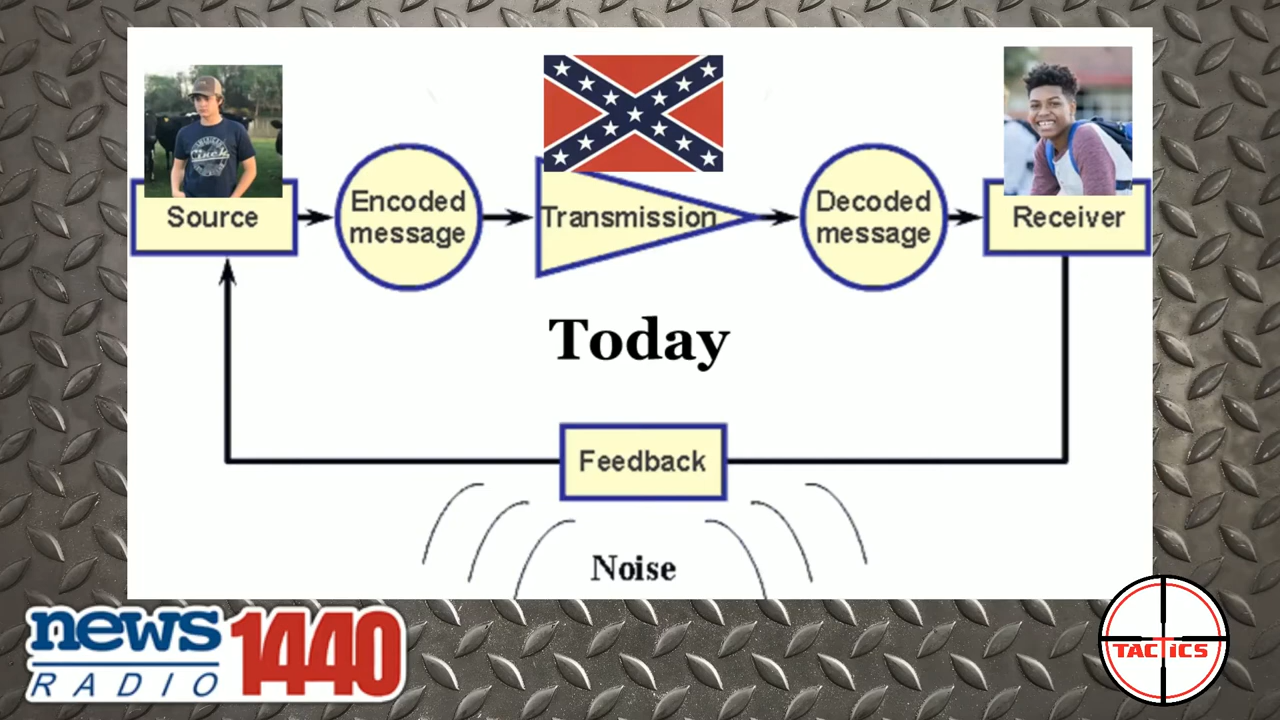 Source
Encoded
message
Transmission
Decoded
message
Receiver
Today
Feedback
Noise
news 1440
RADIO
TACTICS